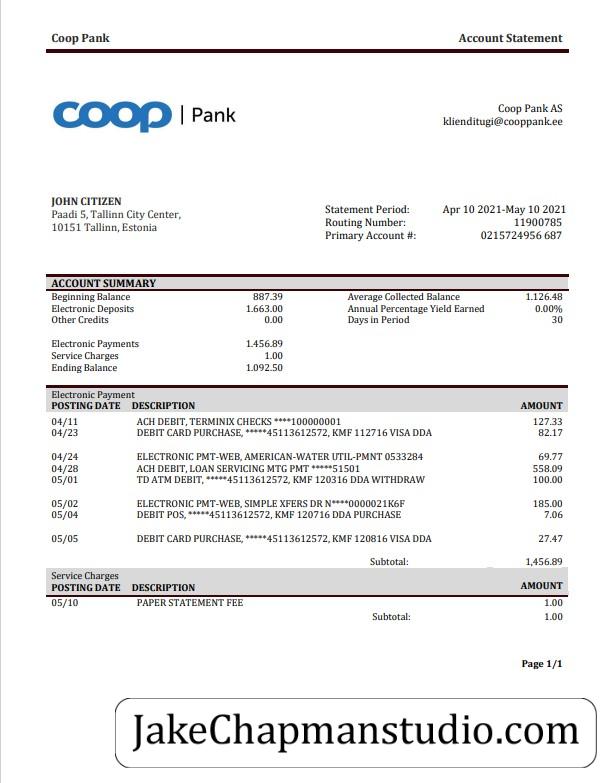 Coop Pank Account Statement
coop | Pank
Coop Pank AS
klienditugi@cooppank.ee
JOHN CITIZEN
Paadi 5, Tallinn City Center,
10151 Tallinn, Estonia
Statement Period: Apr 10 2021-May 10 2021
Routing Number: 11900785
Primary Account #: 0215724956 687
ACCOUNT SUMMARY
Beginning Balance 887.39 Average Collected Balance 1.126.48
Electronic Deposits 1.663.00 Annual Percentage Yield Earned 0.00%
Other Credits 0.00 Days in Period 30
Electronic Payments 1.456.89
Service Charges 1.00
Ending Balance 1.092.50
Electronic Payment
POSTING DATE DESCRIPTION AMOUNT
04/11 ACH DEBIT, TERMINIX CHECKS ****100000001 127.33
04/23 DEBIT CARD PURCHASE, *****45113612572, KMF 112716 VISA DDA 82.17
04/24 ELECTRONIC PMT-WEB, AMERICAN-WATER UTIL-PMNT 0533284 69.77
04/28 ACH DEBIT, LOAN SERVICING MTG PMT *****51501 558.09
05/01 TD ATM DEBIT, *****45113612572, KMF 120316 DDA WITHDRAW 100.00
05/02 ELECTRONIC PMT-WEB, SIMPLE XFERS DR N****0000021K6F 185.00
05/04 DEBIT POS, *****45113612572, KMF 120716 DDA PURCHASE 7.06
05/05 DEBIT CARD PURCHASE, *****45113612572, KMF 120816 VISA DDA 27.47
Subtotal: 1,456.89
Service Charges
POSTING DATE DESCRIPTION AMOUNT
05/10 PAPER STATEMENT FEE 1.00
Subtotal: 1.00
Page 1/1
JakeChapmanstudio.com